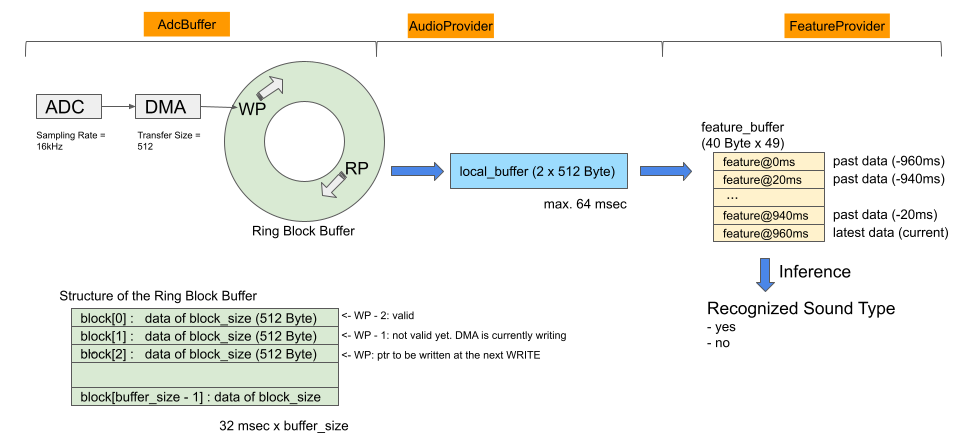 AdcBuffer
AudioProvider
FeatureProvider
ADC
DMA
WP
RP
Sampling Rate =
16kHz
Transfer Size =
512
Ring Block Buffer
local_buffer (2 x 512 Byte)
max. 64 msec
feature_buffer
(40 Byte x 49)
feature@0ms past data (-960ms)
feature@20ms past data (-940ms)
...
feature@940ms past data (-20ms)
feature@960ms latest data (current)
Inference
Recognized Sound Type
- yes
- no
Structure of the Ring Block Buffer
block[0] : data of block_size (512 Byte) <- WP - 2: valid
block[1] : data of block_size (512 Byte) <- WP - 1: not valid yet. DMA is currently writing
block[2] : data of block_size (512 Byte) <- WP: ptr to be written at the next WRITE
block[buffer_size - 1] : data of block_size
32 msec x buffer_size